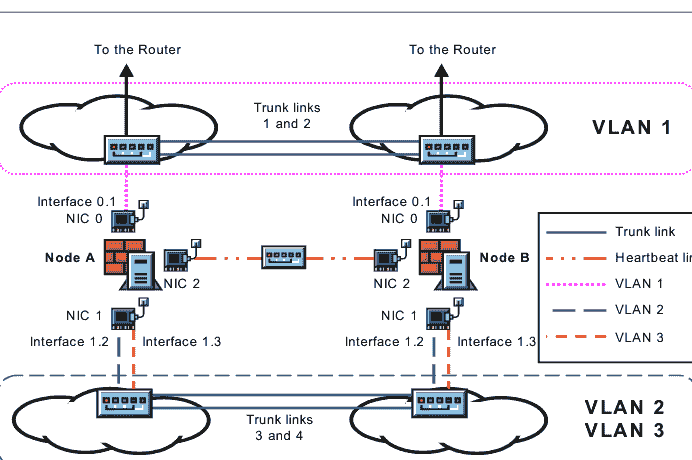 To the Router
To the Router
Trunk links
1 and 2
VLAN 1
Interface 0.1
NIC 0
Interface 0.1
NIC 0
Node A
NIC 2
NIC 2
Node B
Trunk link
Heartbeat
VLAN 1
VLAN 2
VLAN 3
NIC 1
Interface 1.2
Interface 1.3
NIC 1
Interface 1.2
Interface 1.3
Trunk links
3 and 4
VLAN 2
VLAN 3